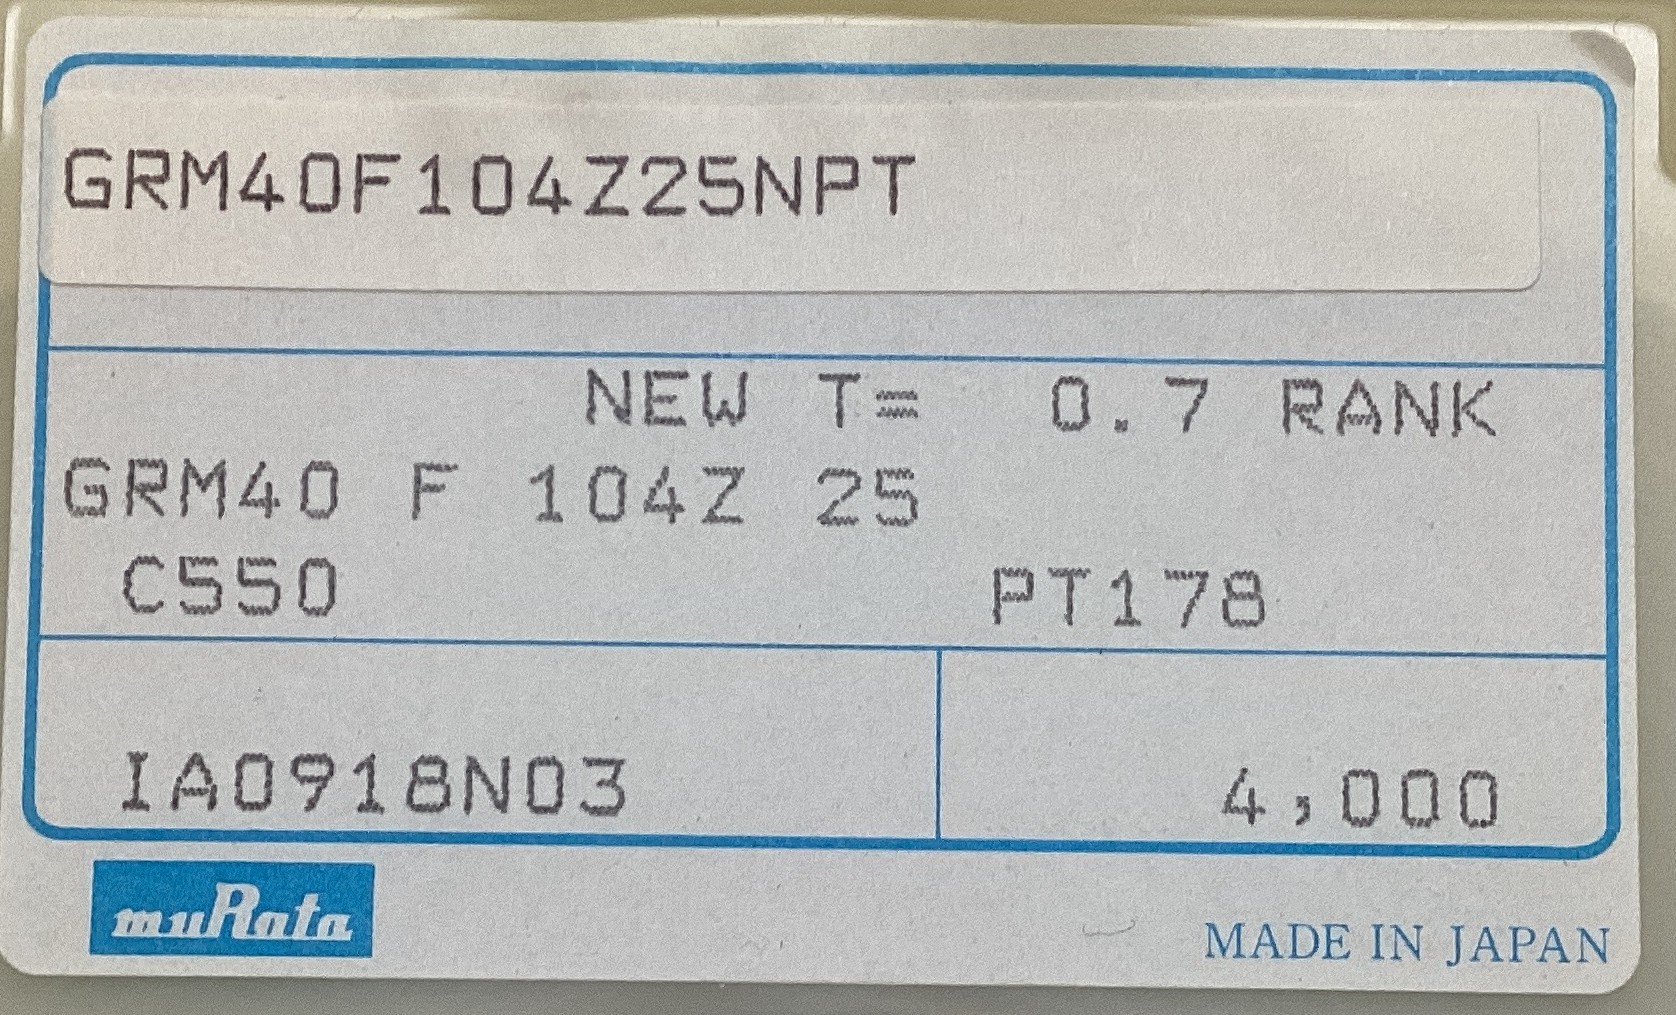 GRM40F104Z25NPT
NEW T= 0.7 RANK
GRM40 F 104Z 25
C550 PT178
IA0918N03 4,000
muRata MADE IN JAPAN